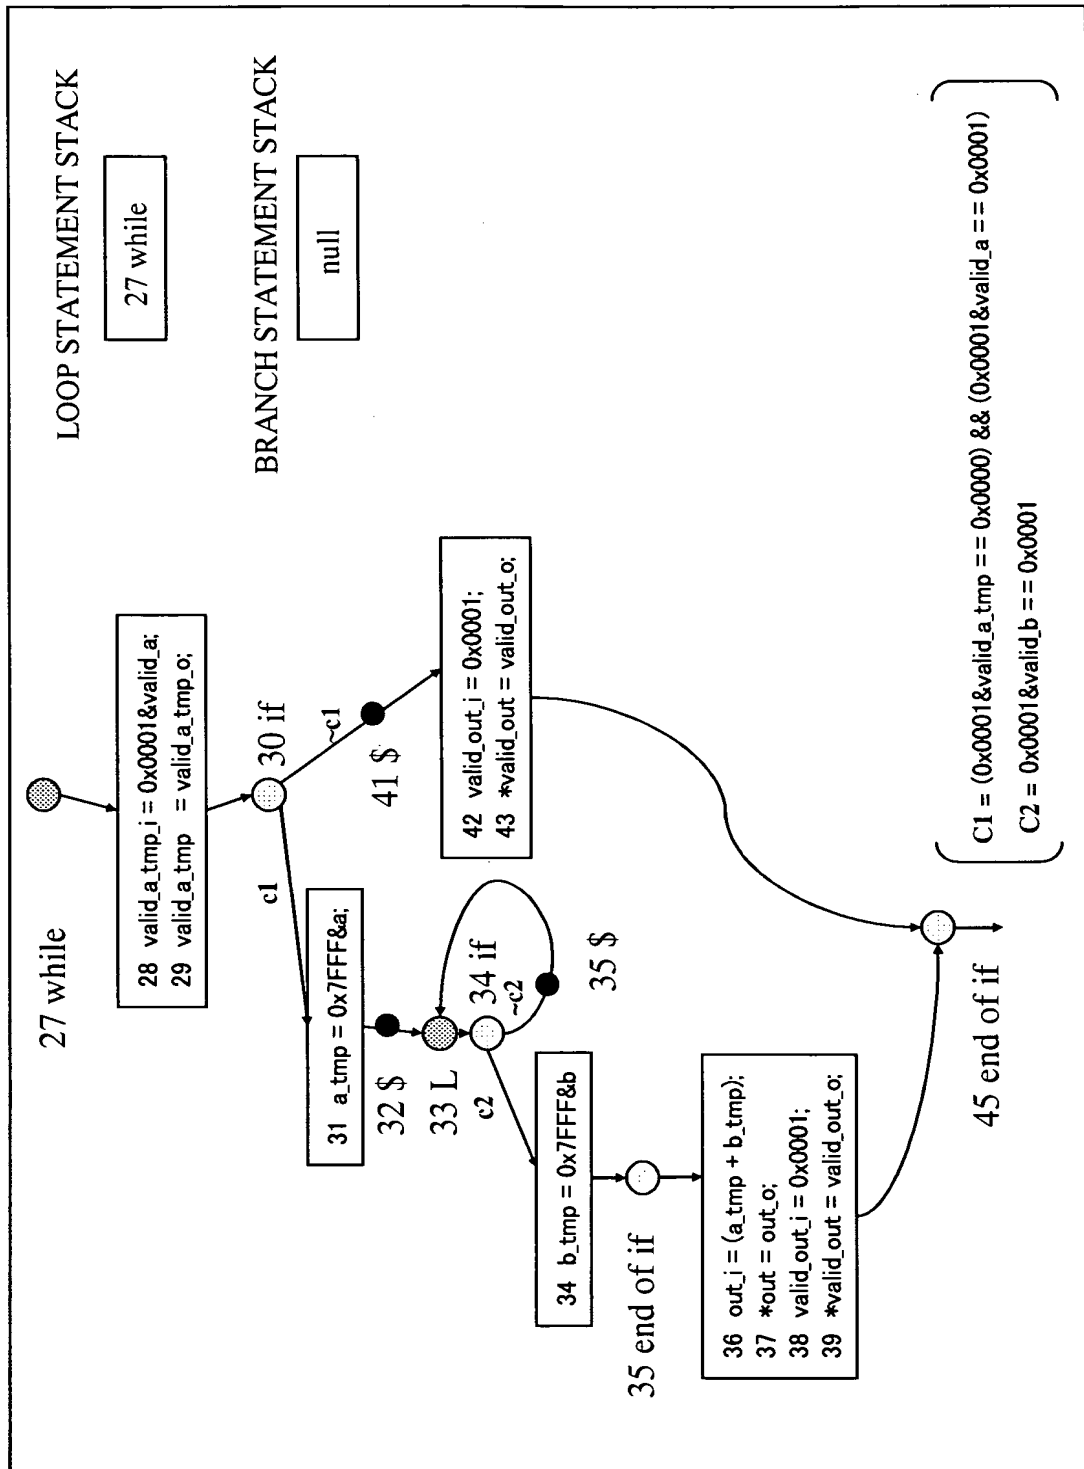 27 while
LOOP STATEMENT STACK
27 while
BRANCH STATEMENT STACK
null
28 valid_a_tmp_i = 0x0001&valid_a;
29 valid_a_tmp = valid_a_tmp_o;
30 if
c1
~c1
41 $
31 a_tmp = 0x7FFF&a;
32 $
33 L
34 if
c2
~c2
35 $
42 valid_out_i = 0x0001;
43 *valid_out = valid_out_o;
34 b_tmp = 0x7FFF&b
35 end of if
36 out_i = (a_tmp + b_tmp);
37 *out = out_o;
38 valid_out_i = 0x0001;
39 *valid_out = valid_out_o;
45 end of if
C1 = (0x0001&valid_a_tmp == 0x0000) && (0x0001&valid_a == 0x0001)
C2 = 0x0001&valid_b == 0x0001